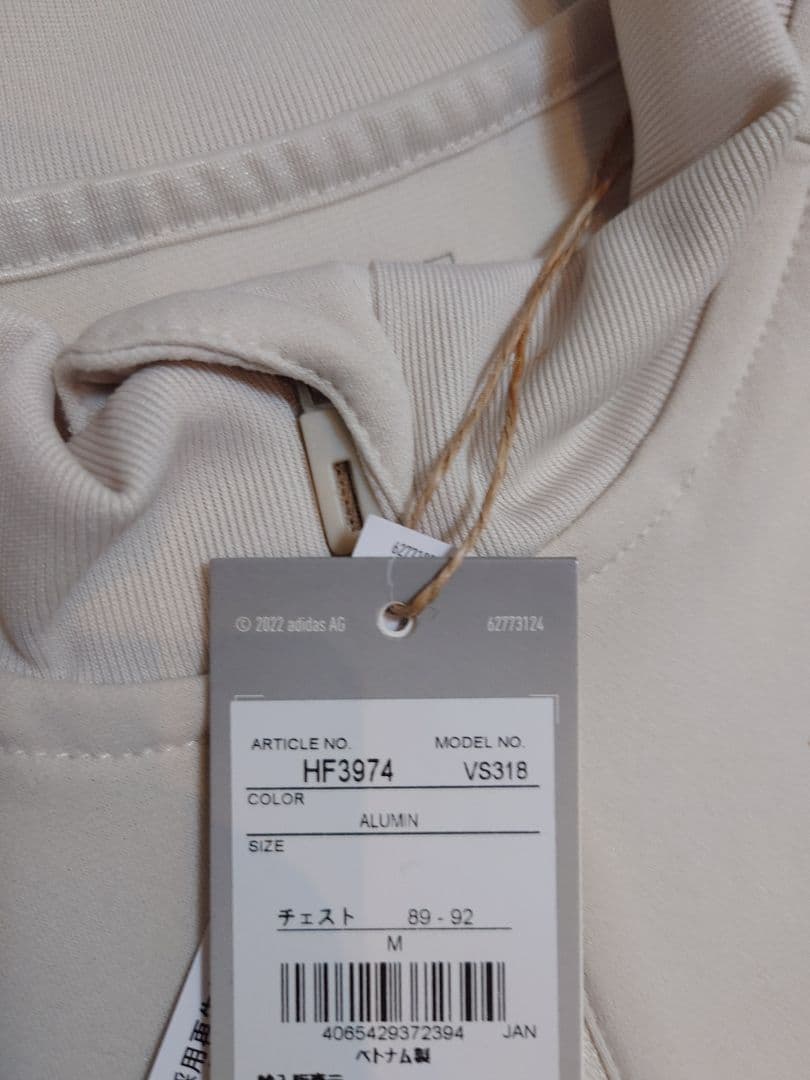 © 2022 adidas AG 62773124
ARTICLE NO. MODEL NO.
HF3974 VS318
COLOR
ALUMIN
SIZE
チェスト 89 - 92
M
4065429372394 JAN
ベトナム製